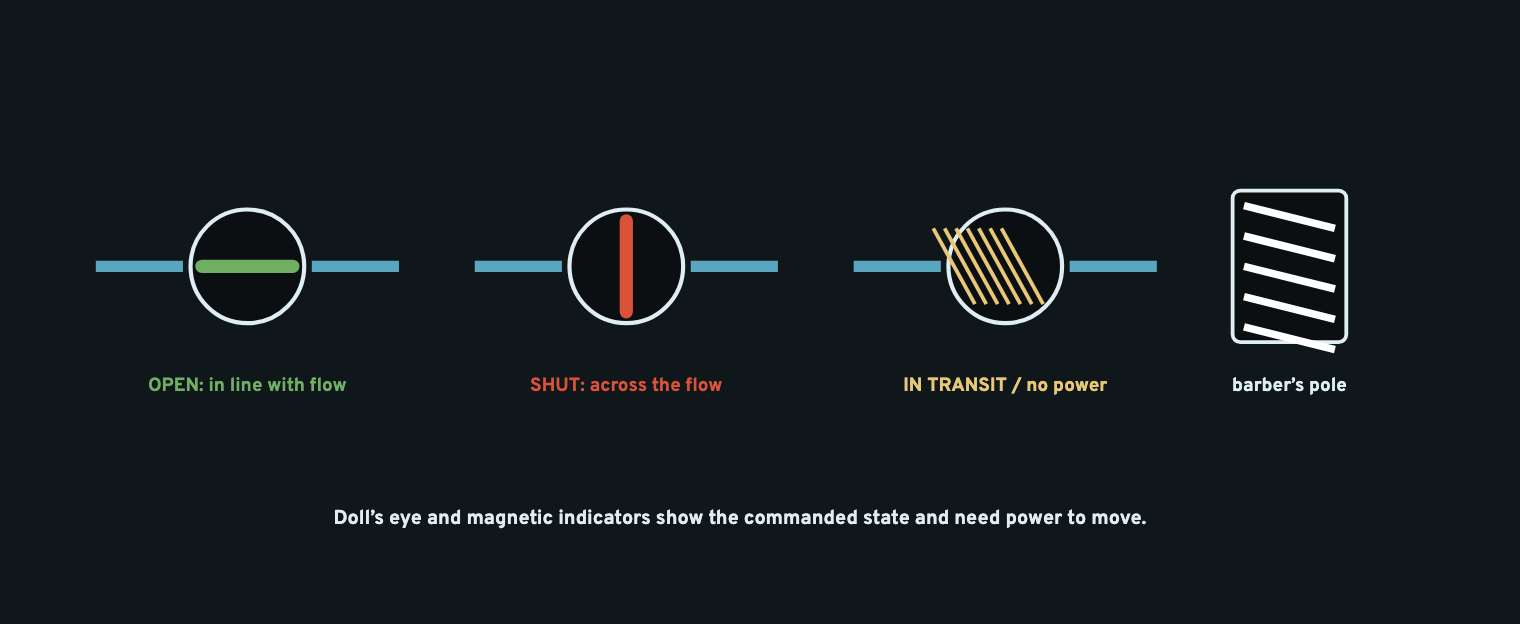 OPEN: in line with flow
SHUT: across the flow
IN TRANSIT / no power
barber’s pole
Doll’s eye and magnetic indicators show the commanded state and need power to move.